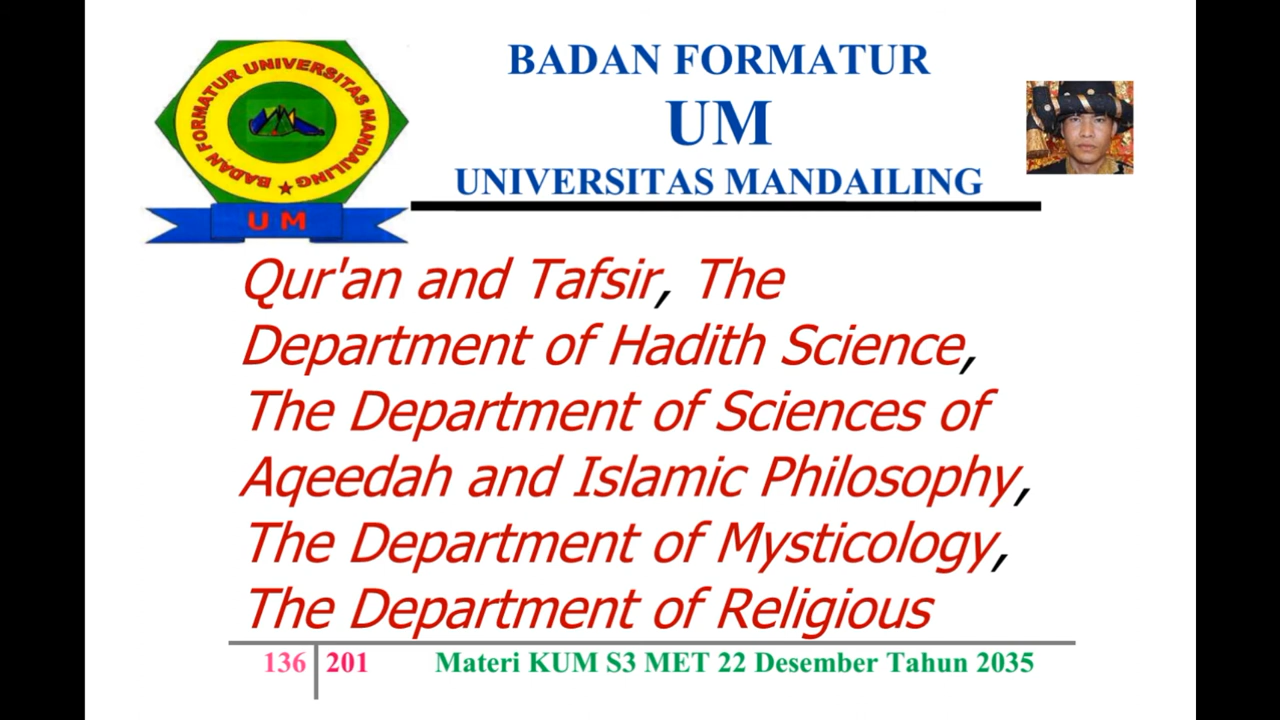 BADAN FORMATUR UNIVERSITAS MANDAILING
U M
BADAN FORMATUR
UM
UNIVERSITAS MANDAILING
Qur'an and Tafsir, The
Department of Hadith Science,
The Department of Sciences of
Aqeedah and Islamic Philosophy,
The Department of Mysticology,
The Department of Religious
136 201 Materi KUM S3 MET 22 Desember Tahun 2035